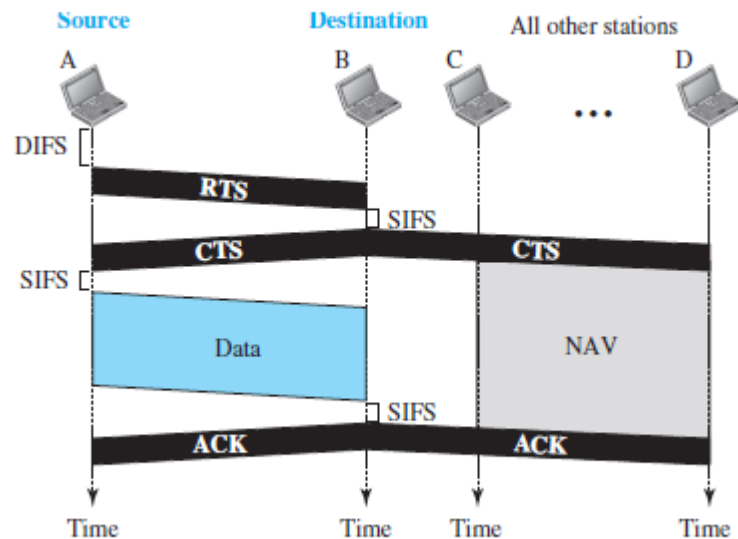 Source Destination All other stations
A B C ... D
DIFS
RTS
SIFS
CTS CTS
SIFS
Data NAV
SIFS
ACK ACK
Time Time Time Time